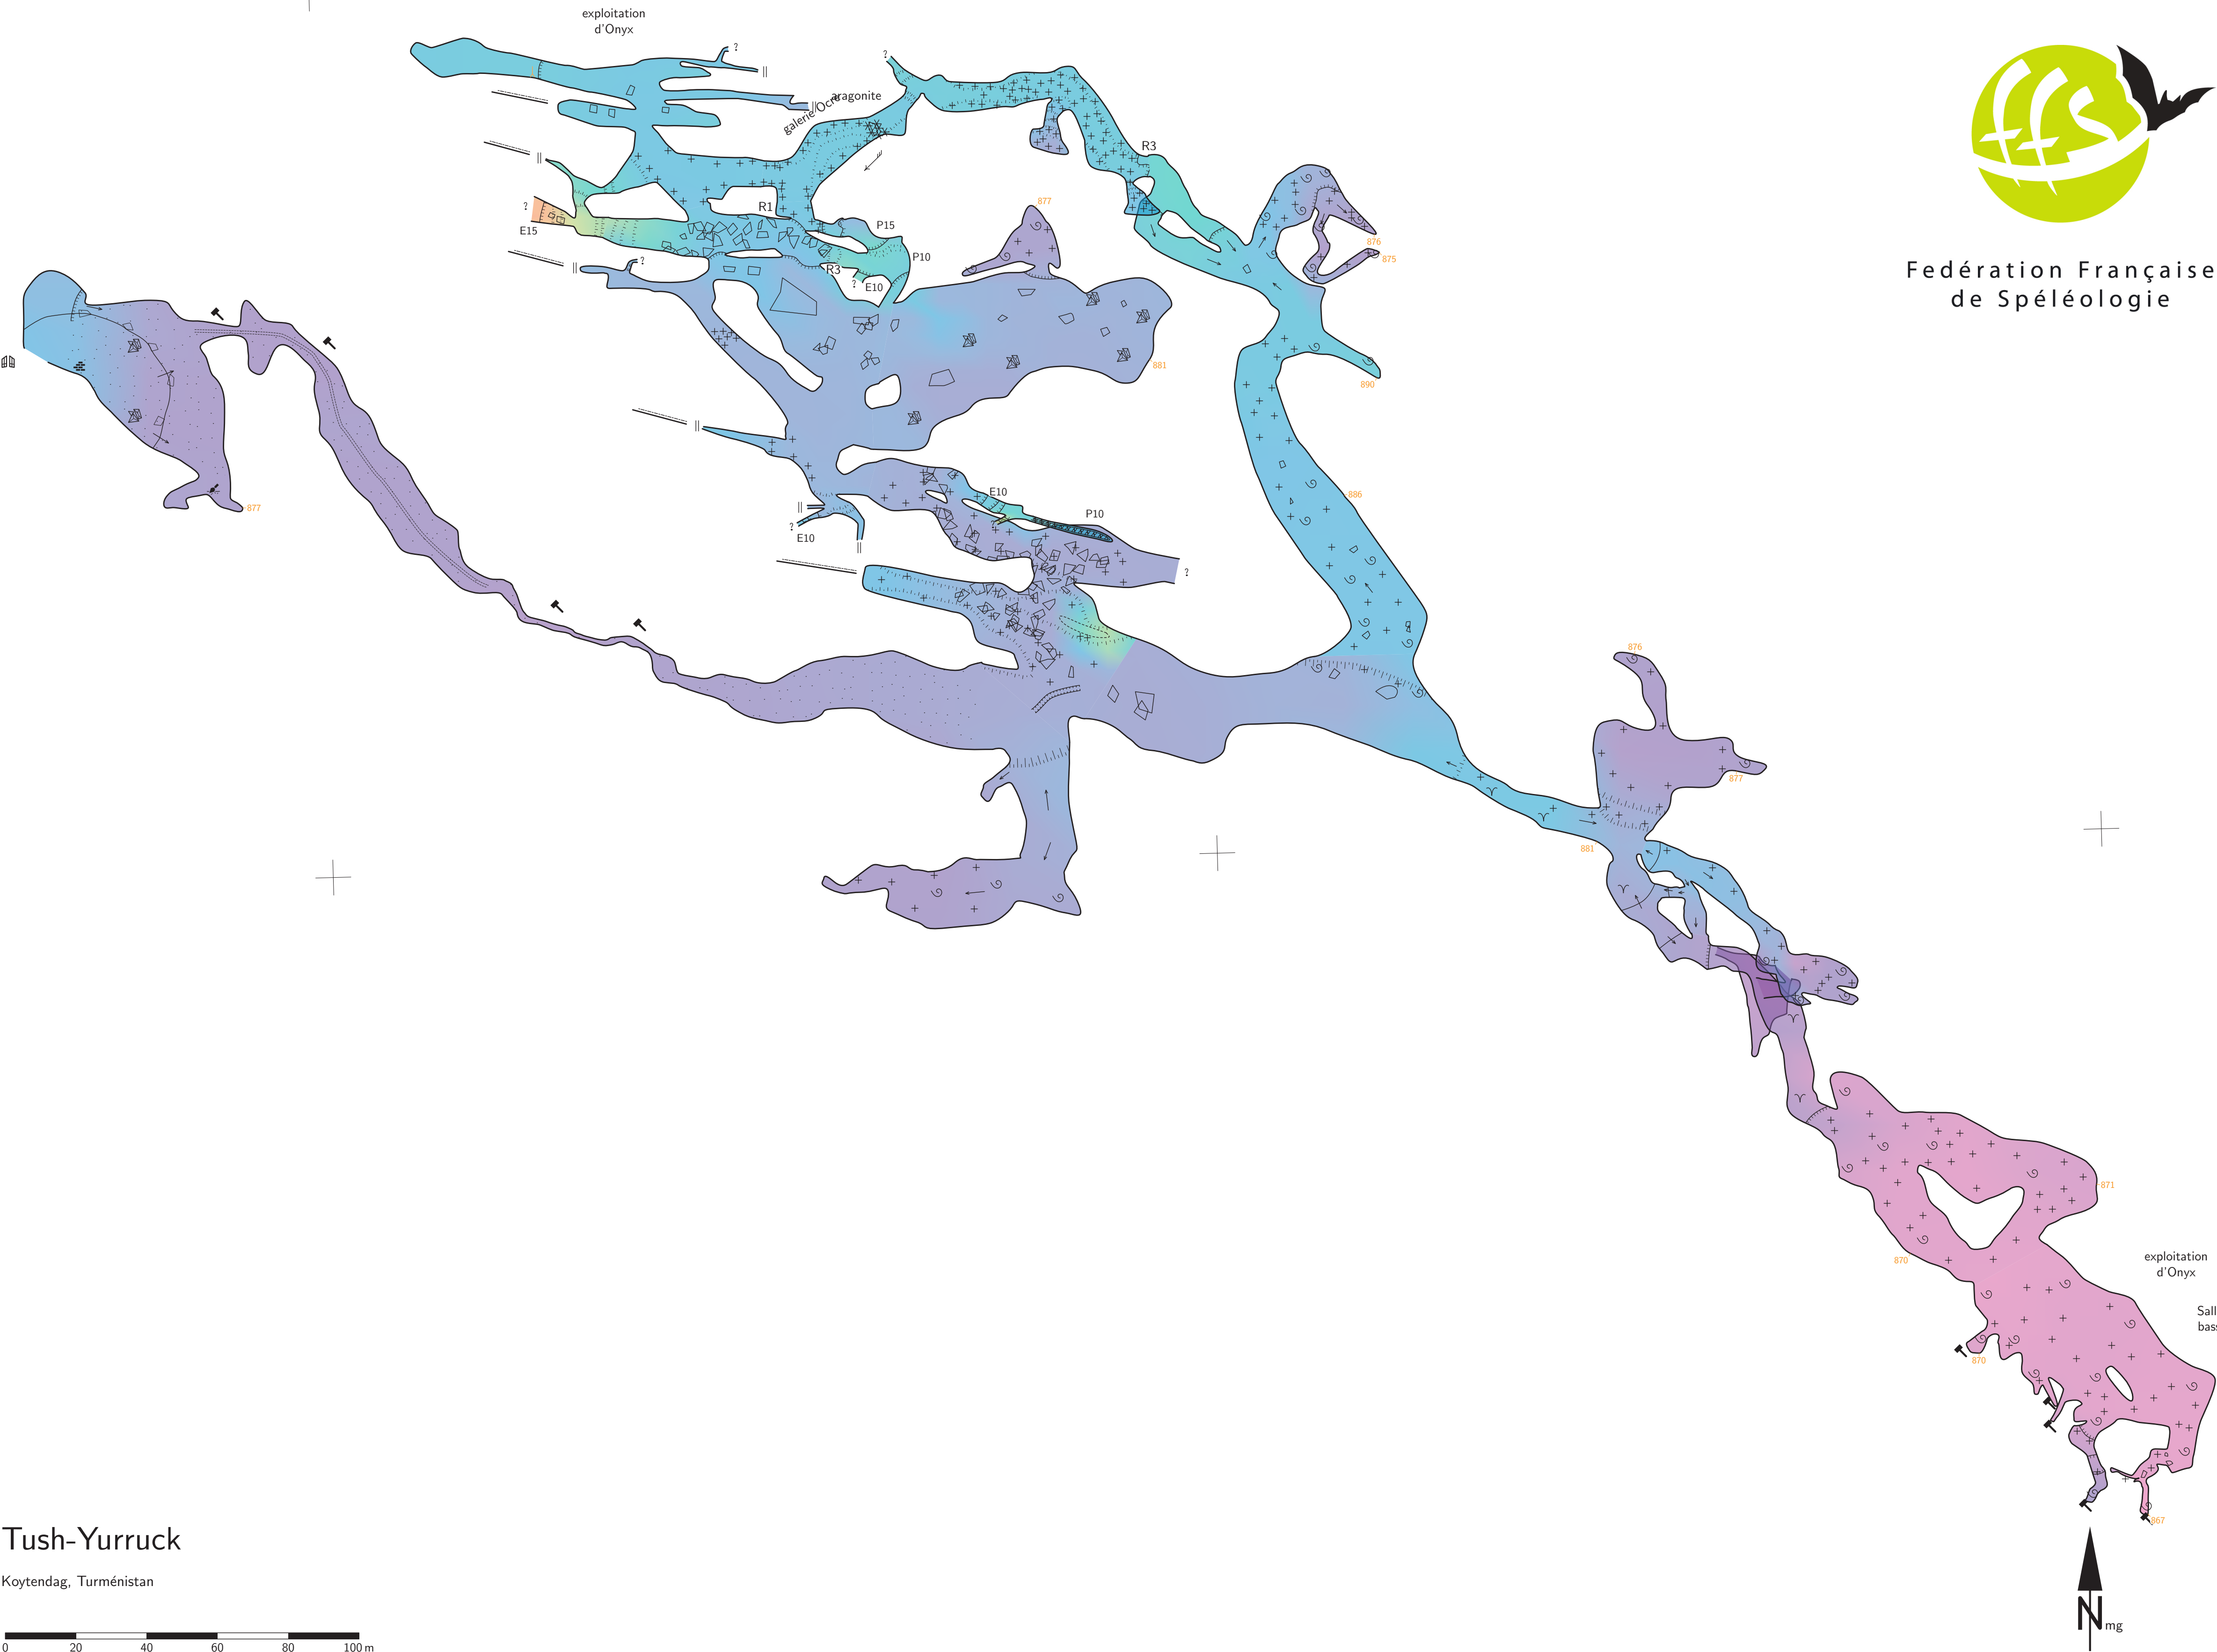 exploitation
d'Onyx
?
?
aragonite
galerie Ocre
R3
?
E15
R1
P15
P10
R3
?
E10
?
877
876
875
Fedération Française
de Spéléologie
881
890
877
886
E10
P10
?
?
E10
?
876
877
881
871
870
exploitation
d'Onyx
870
867
Tush-Yurruck
Koytendag, Turménistan
0 20 40 60 80 100 m
N mg